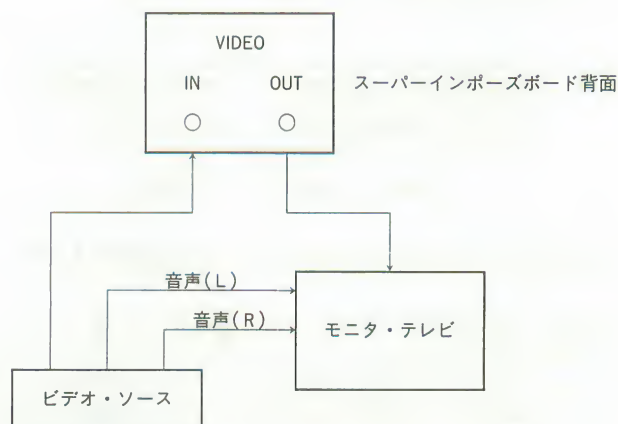 VIDEO
IN OUT
スーパーインポーズボード背面
音声(L)
音声(R)
モニタ・テレビ
ビデオ・ソース